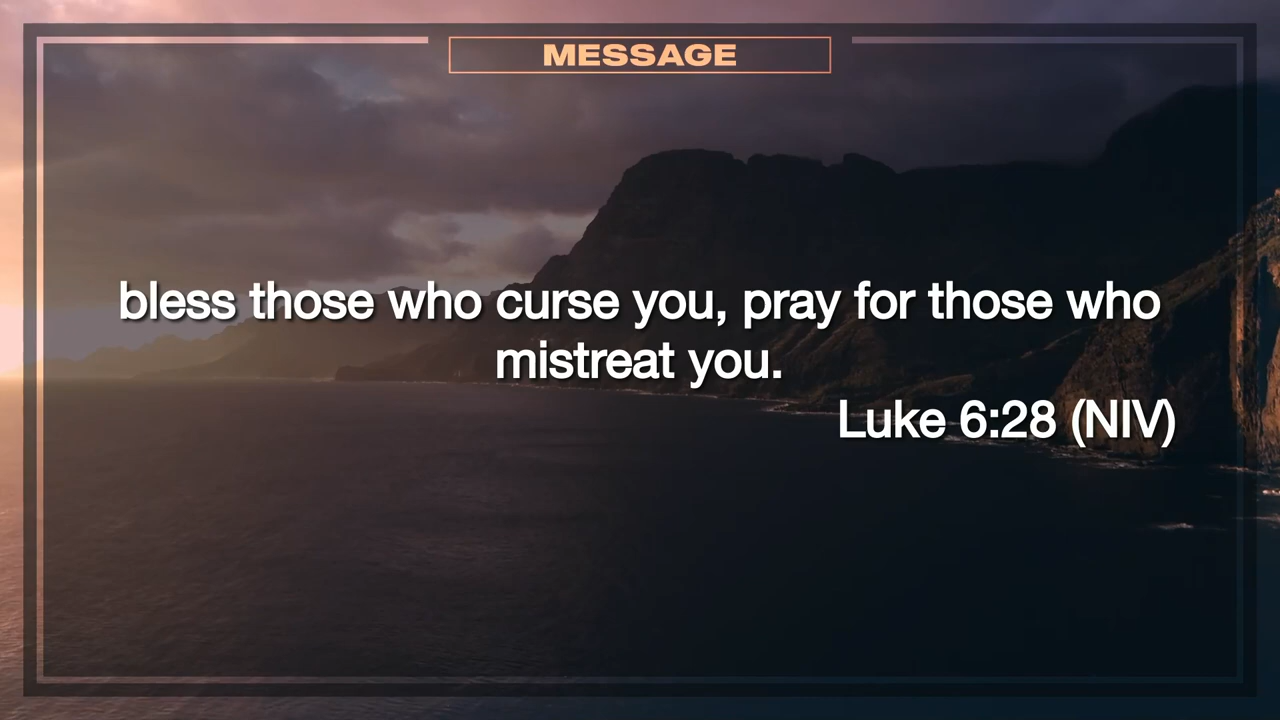 MESSAGE
bless those who curse you, pray for those who
mistreat you.
Luke 6:28 (NIV)